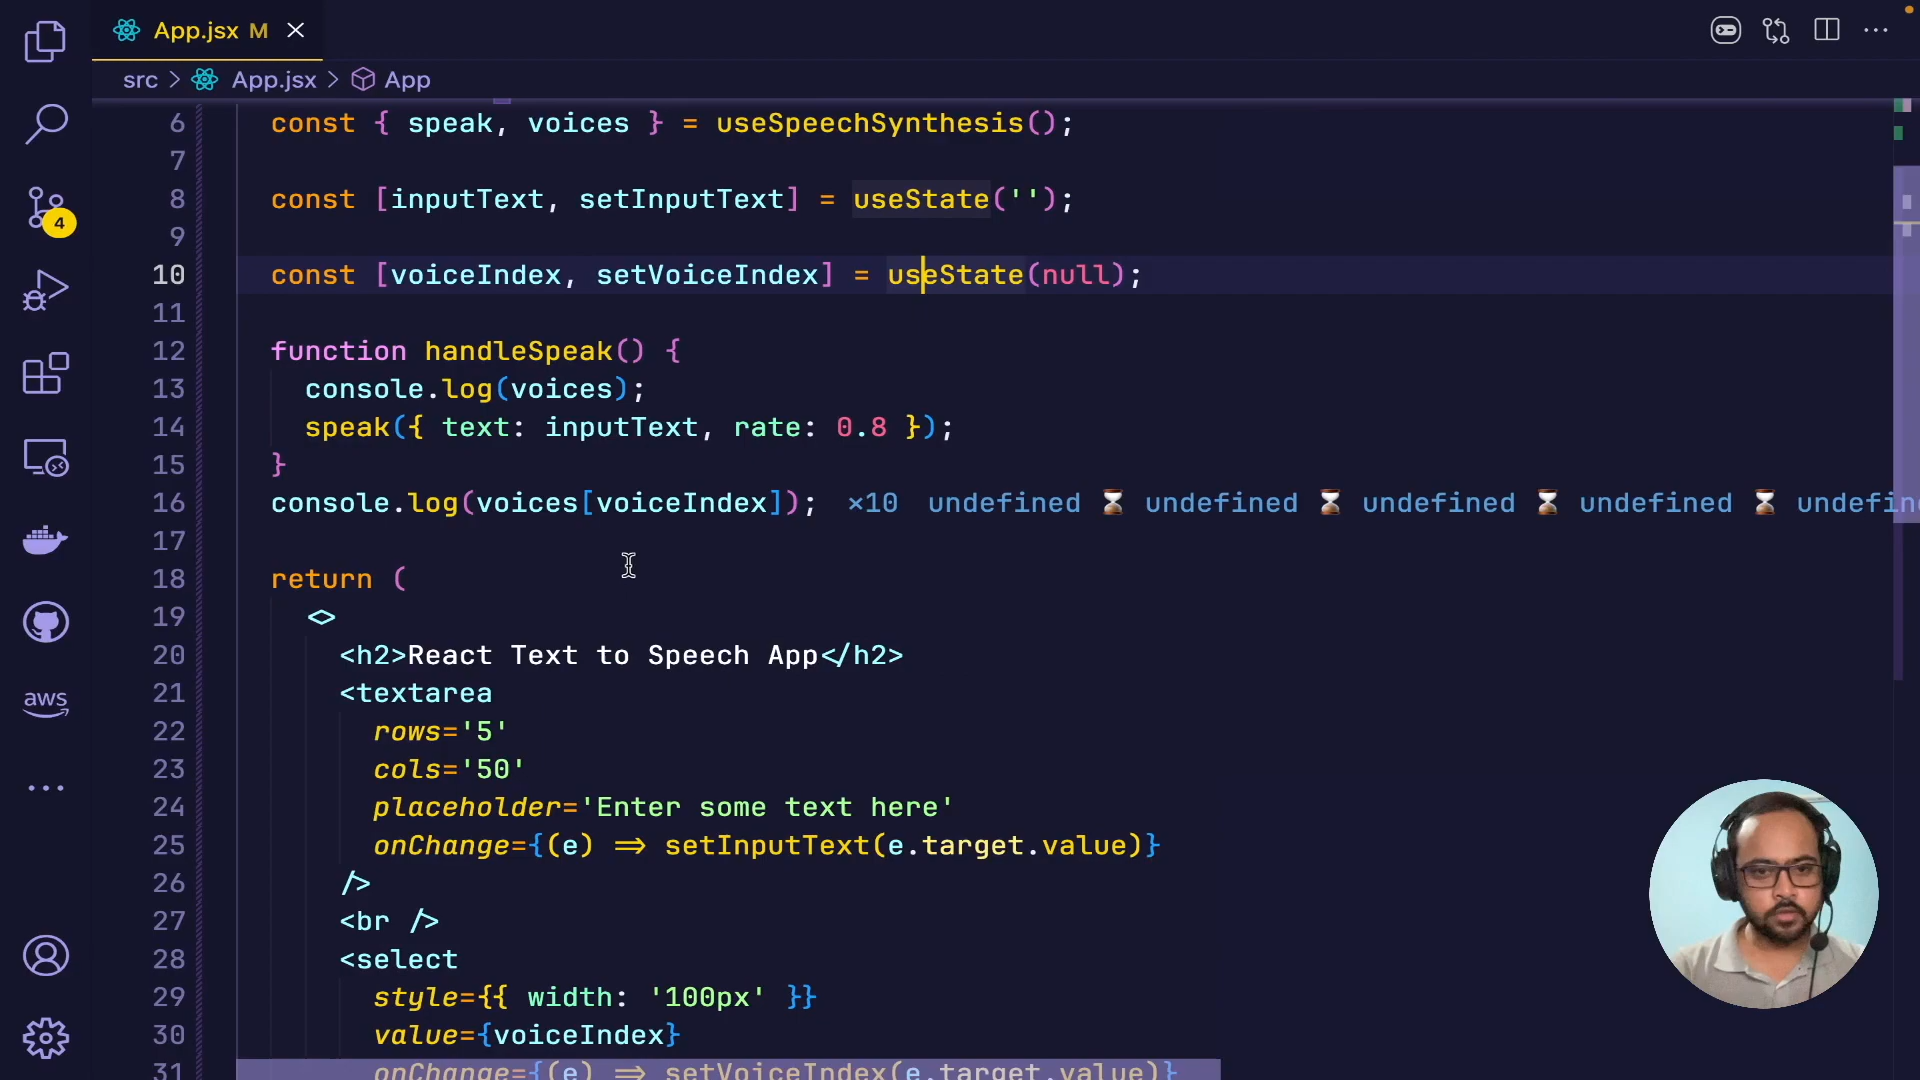 App.jsx M
src > App.jsx > App
6 const { speak, voices } = useSpeechSynthesis();
7
8 const [inputText, setInputText] = useState('');
9
10 const [voiceIndex, setVoiceIndex] = useState(null);
11
12 function handleSpeak() {
13 console.log(voices);
14 speak({ text: inputText, rate: 0.8 });
15 }
16 console.log(voices[voiceIndex]); ×10 undefined ⌛ undefined ⌛ undefined ⌛ undefined ⌛ undefin
17
18 return (
19 <>
20 <h2>React Text to Speech App</h2>
21 <textarea
22 rows='5'
23 cols='50'
24 placeholder='Enter some text here'
25 onChange={(e) => setInputText(e.target.value)}
26 />
27 <br />
28 <select
29 style={{ width: '100px' }}
30 value={voiceIndex}
31 onChange={(e) => setVoiceIndex(e.target.value)}
4
aws